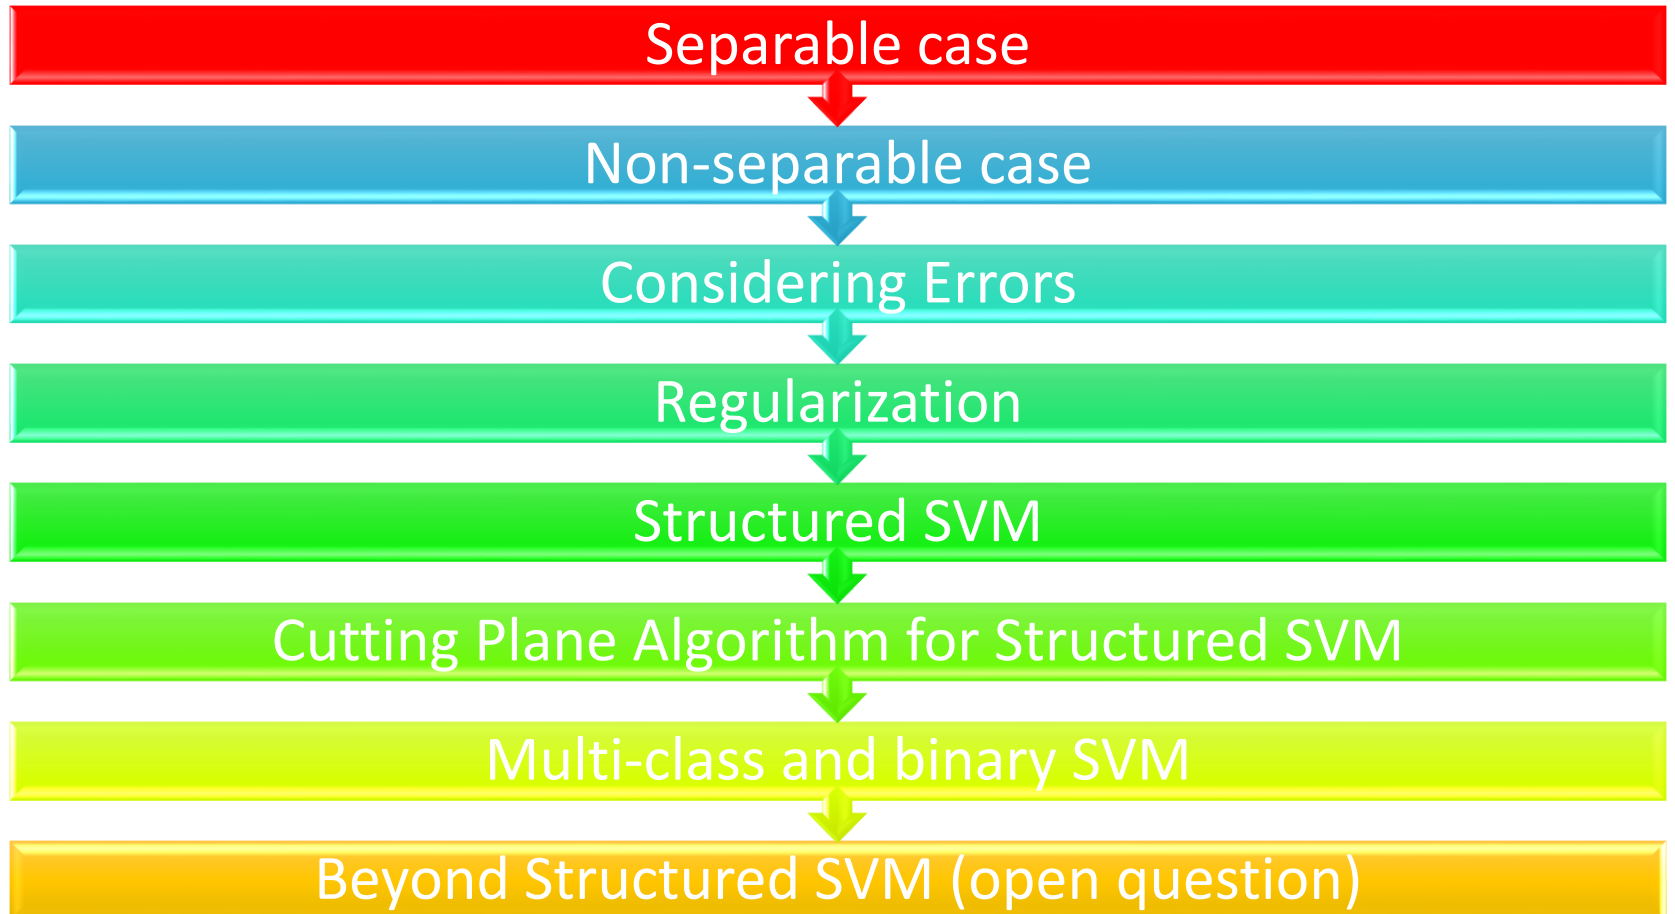 Separable case
Non-separable case
Considering Errors
Regularization
Structured SVM
Cutting Plane Algorithm for Structured SVM
Multi-class and binary SVM
Beyond Structured SVM (open question)